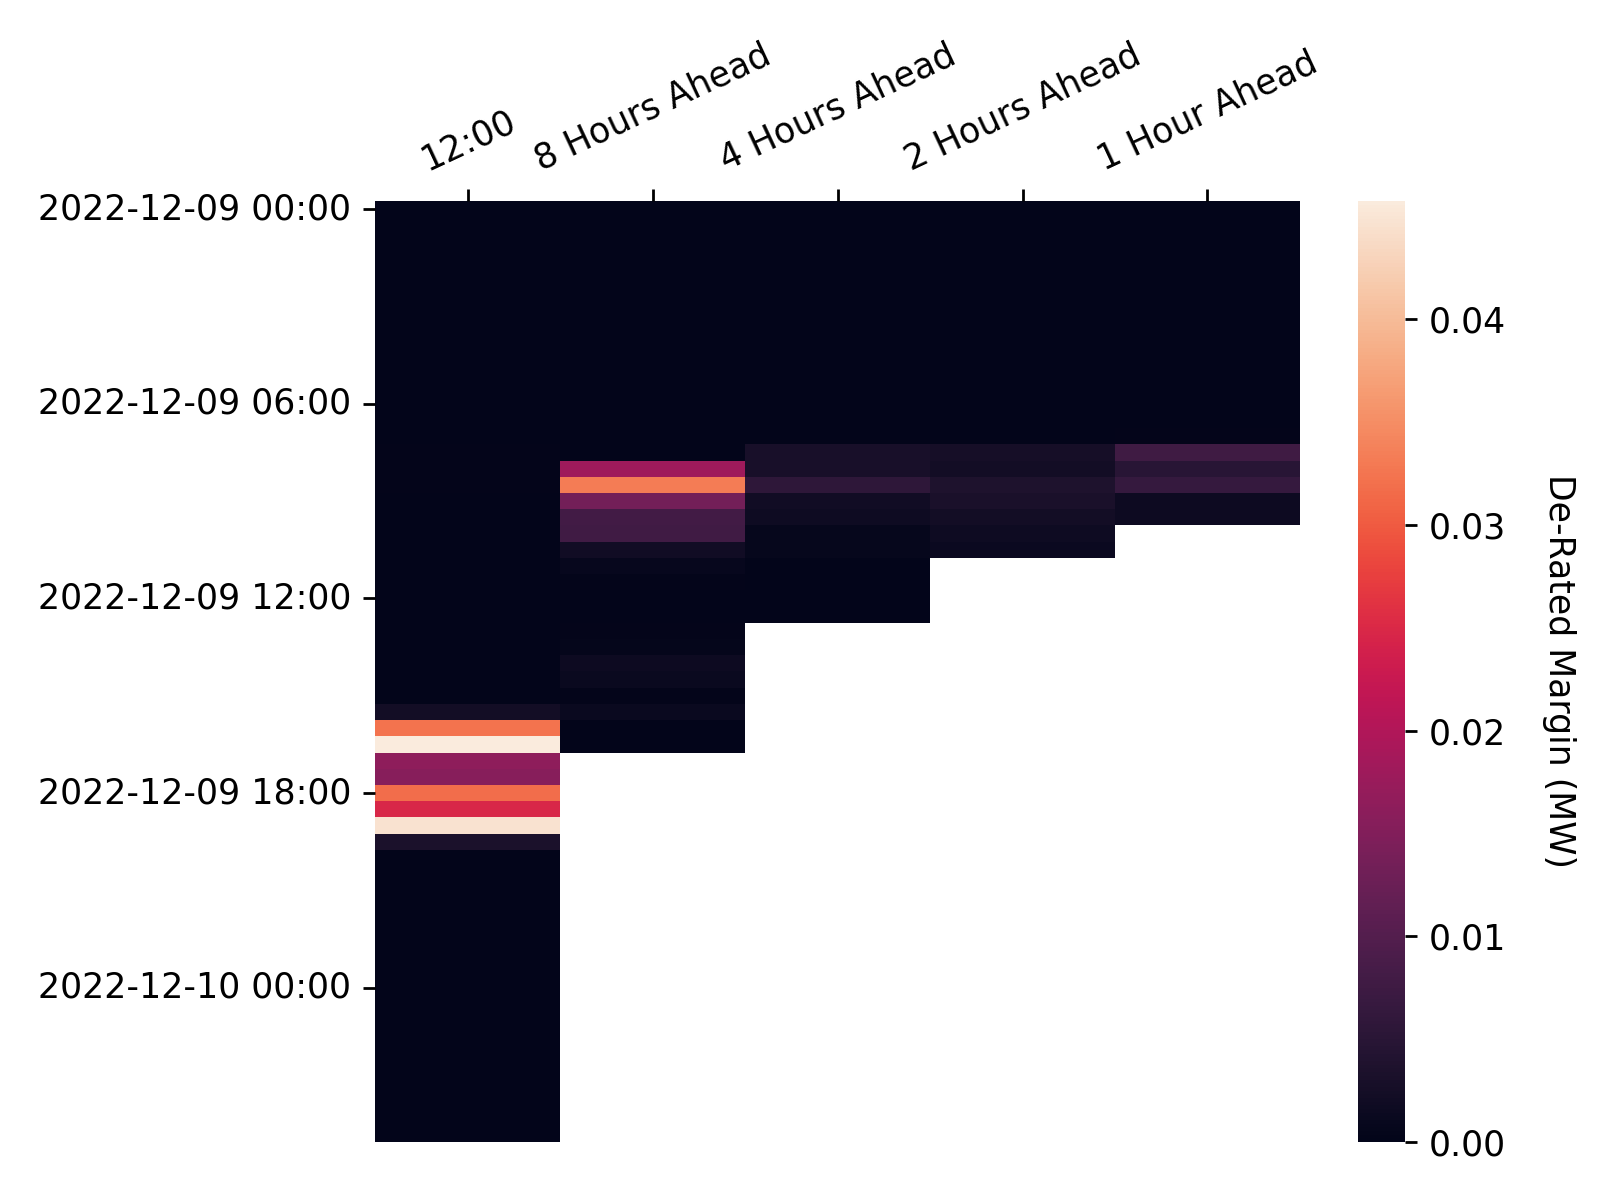 12:00
8 Hours Ahead
4 Hours Ahead
2 Hours Ahead
1 Hour Ahead
2022-12-09 00:00
2022-12-09 06:00
2022-12-09 12:00
2022-12-09 18:00
2022-12-10 00:00
0.04
0.03
0.02
0.01
0.00
De-Rated Margin (MW)